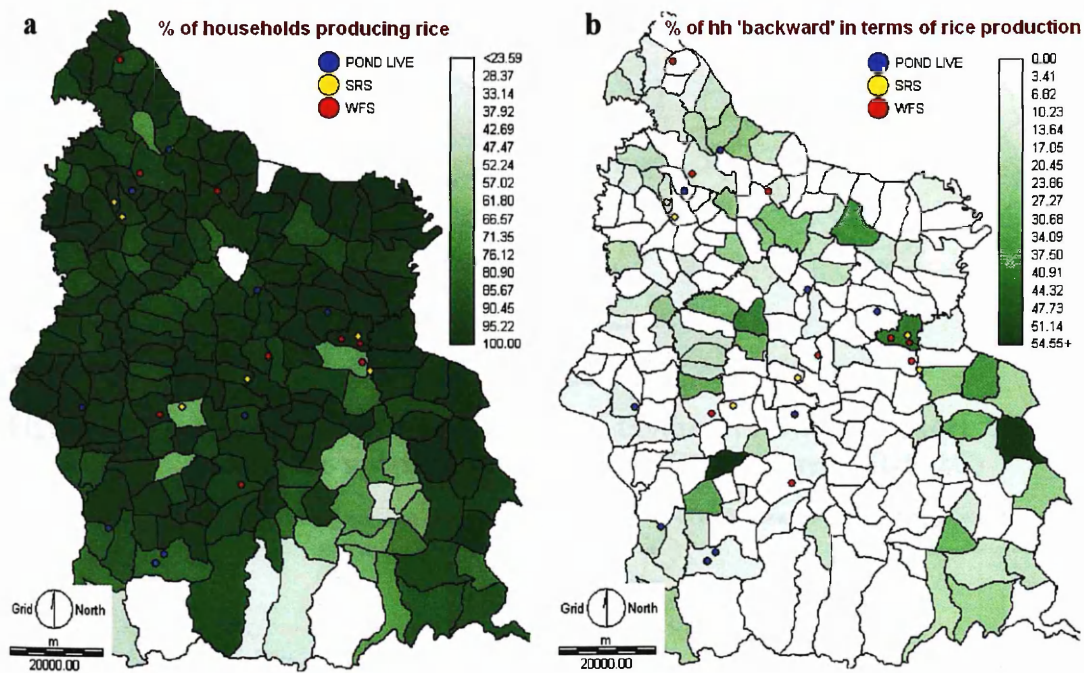 a
% of households producing rice
POND LIVE
SRS
WFS
<23.59
28.37
33.14
37.92
42.69
47.47
52.24
57.02
61.80
66.57
71.35
76.12
80.90
85.67
90.45
95.22
100.00
Grid North
m
20000.00
b
% of hh 'backward' in terms of rice production
POND LIVE
SRS
WFS
0.00
3.41
6.82
10.23
13.64
17.05
20.45
23.86
27.27
30.68
34.09
37.50
40.91
44.32
47.73
51.14
54.55+
Grid North
m
20000.00